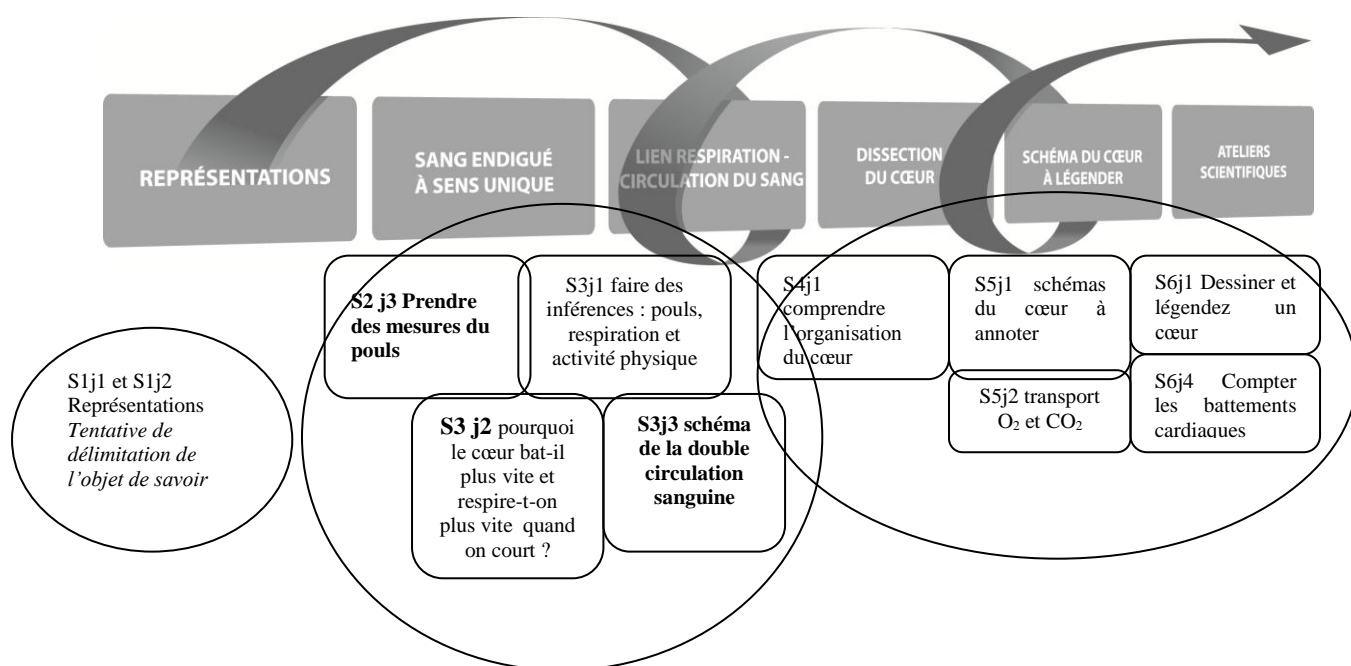 REPRÉSENTATIONS
SANG ENDIGUÉ
À SENS UNIQUE
LIEN RESPIRATION -
CIRCULATION DU SANG
DISSECTION
DU CŒUR
SCHÉMA DU CŒUR
À LÉGENDER
ATELIERS
SCIENTIFIQUES
S1j1 et S1j2
Représentations
Tentative de
délimitation de
l’objet de savoir
S2 j3 Prendre
des mesures du
pouls
S3j1 faire des
inférences : pouls,
respiration et
activité physique
S3 j2 pourquoi
le cœur bat-il
plus vite et
respire-t-on
plus vite quand
on court ?
S3j3 schéma
de la double
circulation
sanguine
S4j1
comprendre
l’organisation
du cœur
S5j1 schémas
du cœur à
annoter
S5j2 transport
O₂ et CO₂
S6j1 Dessiner et
légendez un
cœur
S6j4 Compter
les battements
cardiaques